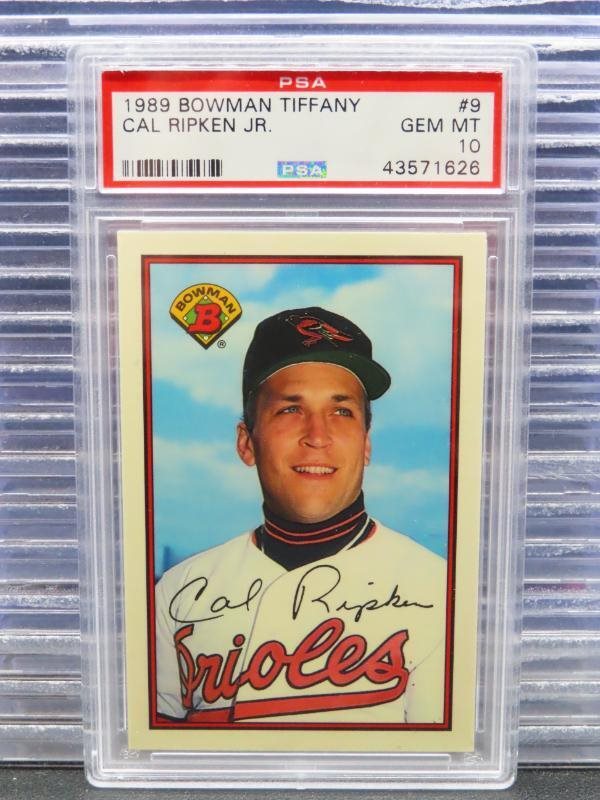 PSA
1989 BOWMAN TIFFANY #9
CAL RIPKEN JR. GEM MT
10
PSA 43571626
BOWMAN
B
®
Cal Ripken
Orioles